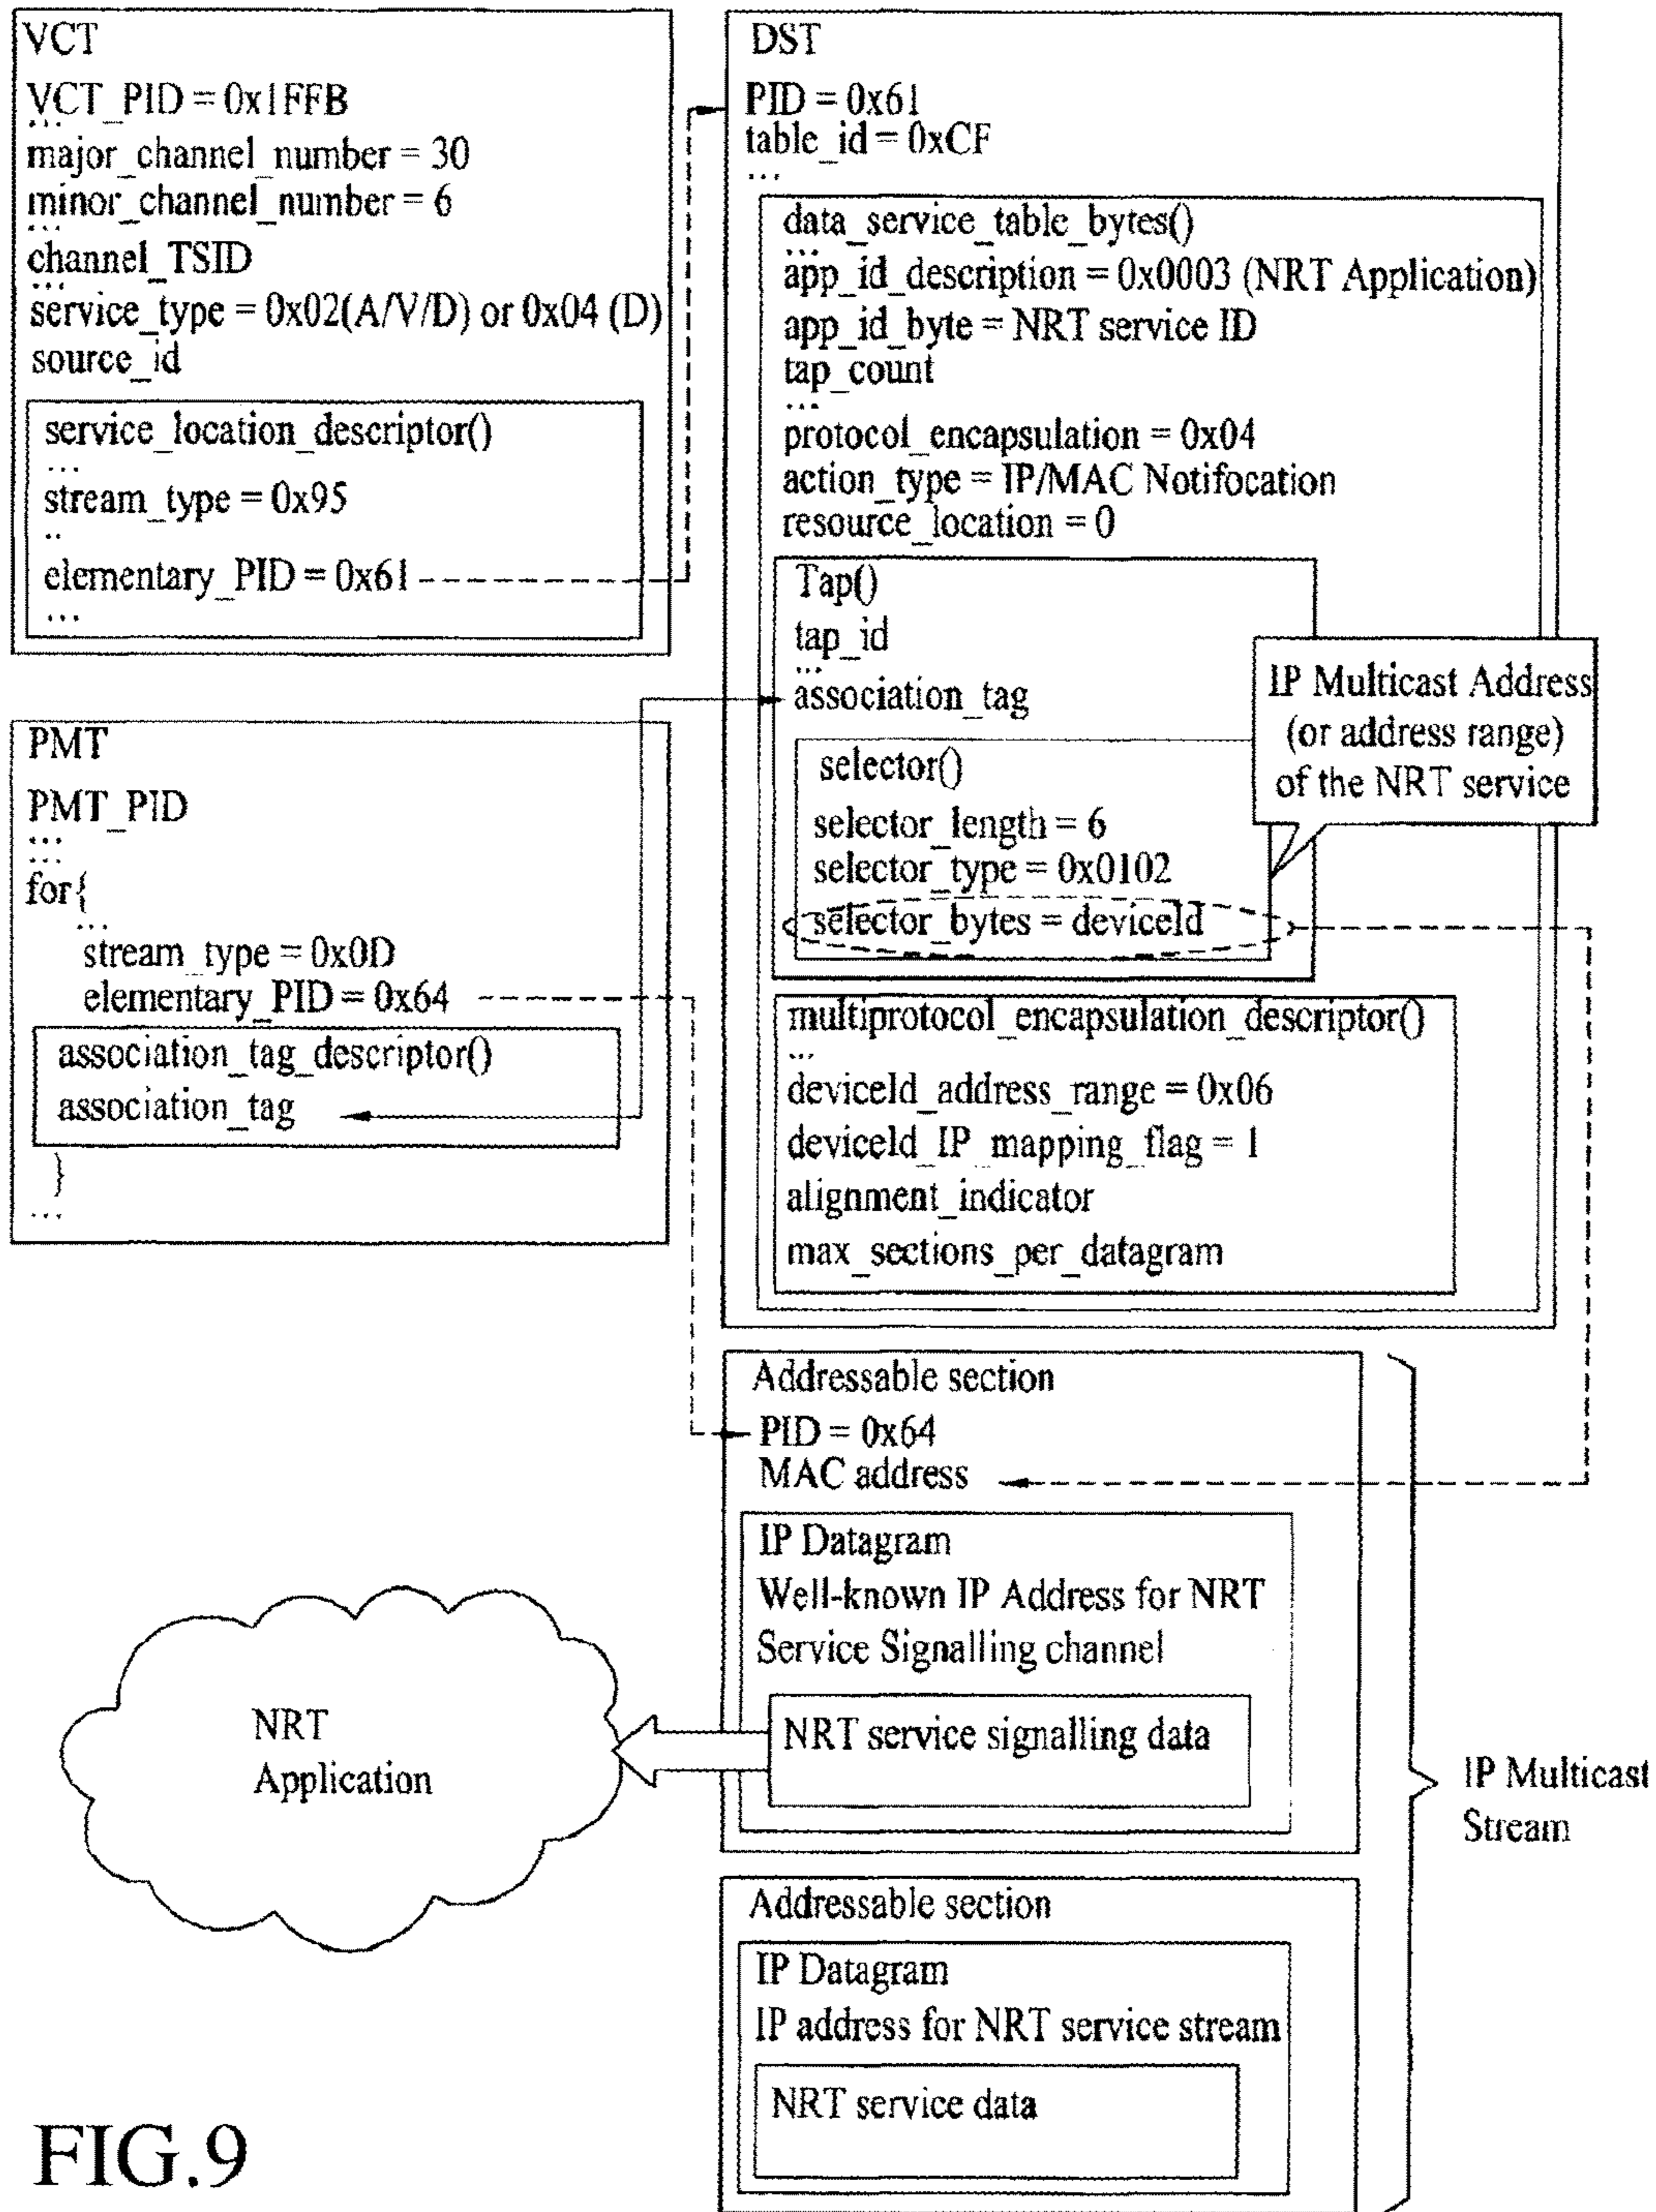 VCT
VCT_PID = 0x1FFB
...
major_channel_number = 30
minor_channel_number = 6
...
channel_TSID
...
service_type = 0x02(A/V/D) or 0x04 (D)
source_id
service_location_descriptor()
...
stream_type = 0x95
..
elementary_PID = 0x61
...
PMT
PMT_PID
...
...
for{
...
stream_type = 0x0D
elementary_PID = 0x64
association_tag_descriptor()
association_tag
}
...
DST
PID = 0x61
table_id = 0xCF
...
data_service_table_bytes()
...
app_id_description = 0x0003 (NRT Application)
app_id_byte = NRT service ID
tap_count
...
protocol_encapsulation = 0x04
action_type = IP/MAC Notifocation
resource_location = 0
Tap()
tap_id
...
association_tag
selector()
selector_length = 6
selector_type = 0x0102
selector_bytes = deviceId
IP Multicast Address
(or address range)
of the NRT service
multiprotocol_encapsulation_descriptor()
...
deviceId_address_range = 0x06
deviceId_IP_mapping_flag = 1
alignment_indicator
max_sections_per_datagram
Addressable section
PID = 0x64
MAC address
IP Datagram
Well-known IP Address for NRT
Service Signalling channel
NRT service signalling data
NRT
Application
IP Multicast
Stream
Addressable section
IP Datagram
IP address for NRT service stream
NRT service data
FIG.9